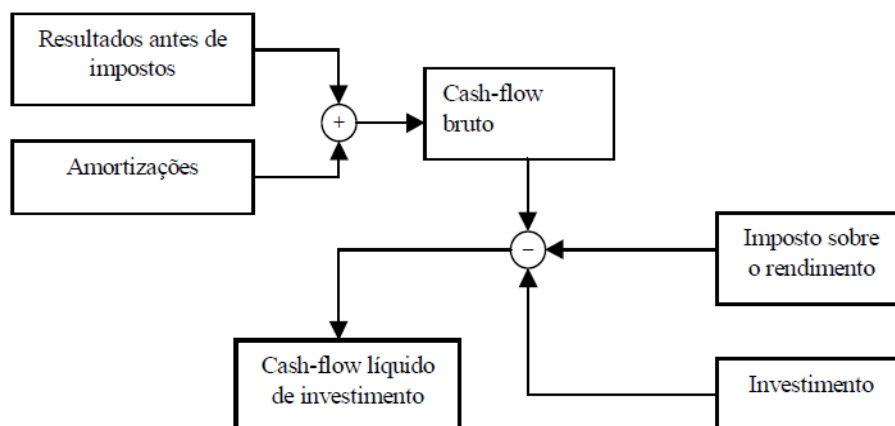 Resultados antes de
impostos
+
Cash-flow
bruto
Amortizações
−
Imposto sobre
o rendimento
Cash-flow líquido
de investimento
Investimento